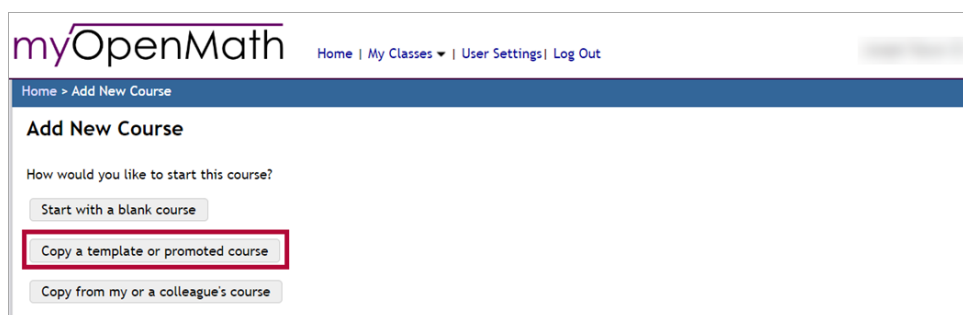 myOpenMath
Home | My Classes | User Settings| Log Out
Home > Add New Course
Add New Course
How would you like to start this course?
Start with a blank course
Copy a template or promoted course
Copy from my or a colleague's course